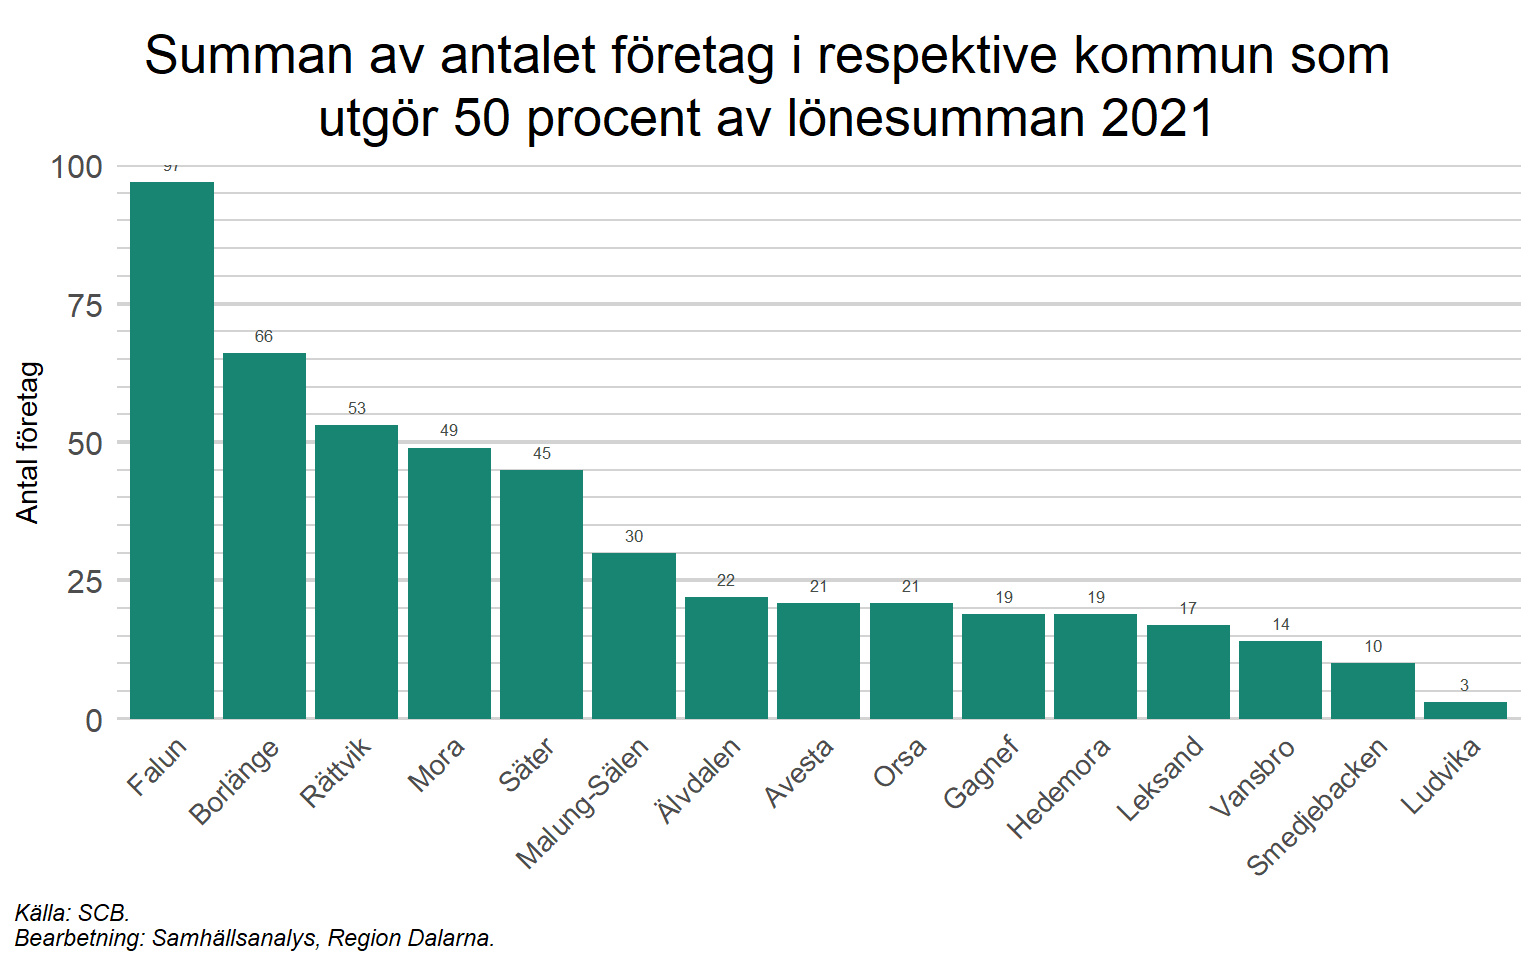 Summan av antalet företag i respektive kommun som
utgör 50 procent av lönesumman 2021
Antal företag
100
75
50
25
0
97
66
53
49
45
30
22
21
21
19
19
17
14
10
3
Falun
Borlänge
Rättvik
Mora
Säter
Malung-Sälen
Älvdalen
Avesta
Orsa
Gagnef
Hedemora
Leksand
Vansbro
Smedjebacken
Ludvika
Källa: SCB.
Bearbetning: Samhällsanalys, Region Dalarna.